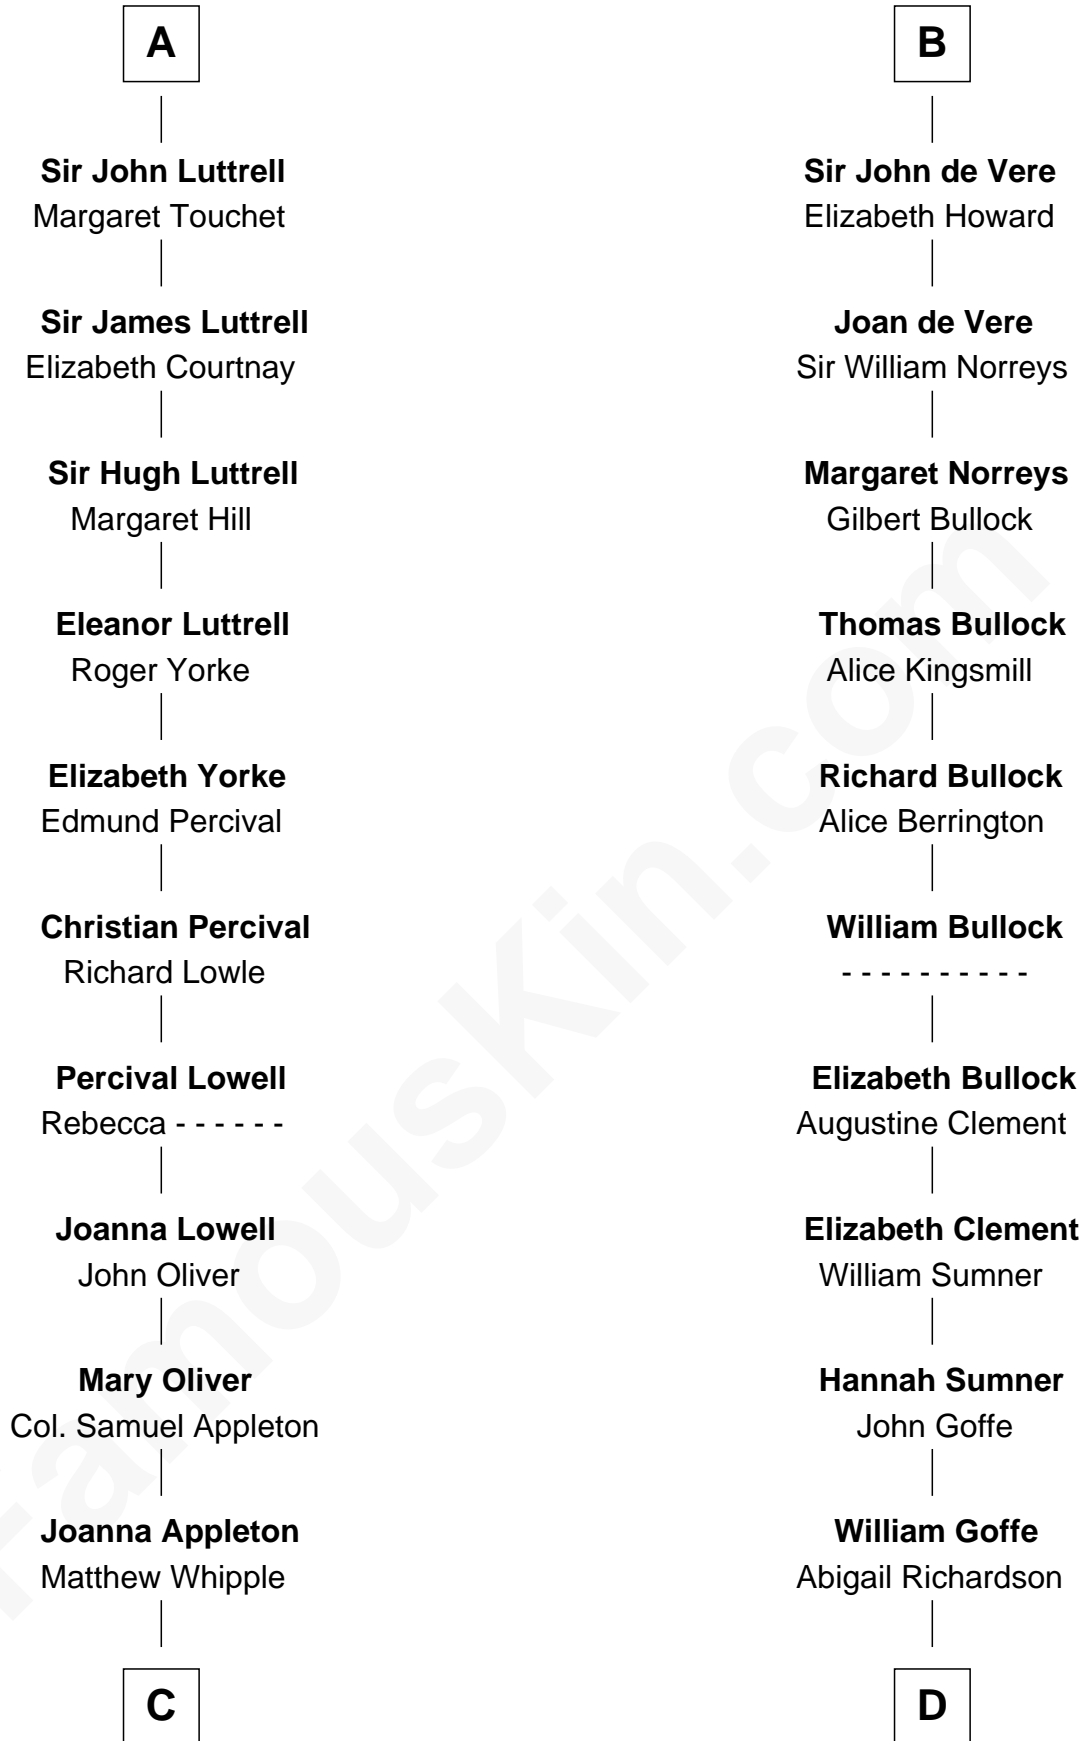 A
Sir John Luttrell
Margaret Touchet
Sir James Luttrell
Elizabeth Courtnay
Sir Hugh Luttrell
Margaret Hill
Eleanor Luttrell
Roger Yorke
Elizabeth Yorke
Edmund Percival
Christian Percival
Richard Lowle
Percival Lowell
Rebecca - - - - - -
Joanna Lowell
John Oliver
Mary Oliver
Col. Samuel Appleton
Joanna Appleton
Matthew Whipple
C
B
Sir John de Vere
Elizabeth Howard
Joan de Vere
Sir William Norreys
Margaret Norreys
Gilbert Bullock
Thomas Bullock
Alice Kingsmill
Richard Bullock
Alice Berrington
William Bullock
- - - - - - - - - -
Elizabeth Bullock
Augustine Clement
Elizabeth Clement
William Sumner
Hannah Sumner
John Goffe
William Goffe
Abigail Richardson
D
FamousKin.com